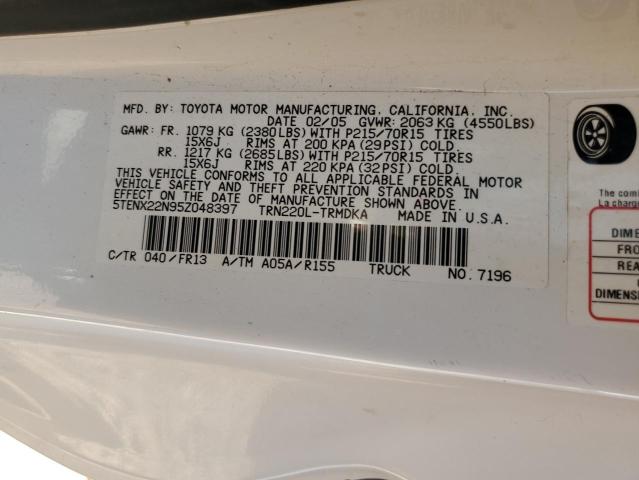 MFD. BY: TOYOTA MOTOR MANUFACTURING, CALIFORNIA, INC.
DATE 02/05 GVWR: 2063 KG (4550LBS)
GAWR: FR. 1079 KG (2380LBS) WITH P215/70R15 TIRES
15X6J RIMS AT 200 KPA (29PSI) COLD.
RR. 1217 KG (2685LBS) WITH P215/70R15 TIRES
15X6J RIMS AT 220 KPA (32PSI) COLD.
THIS VEHICLE CONFORMS TO ALL APPLICABLE FEDERAL MOTOR
VEHICLE SAFETY AND THEFT PREVENTION STANDARDS IN
EFFECT ON THE DATE OF MANUFACTURE SHOWN ABOVE.
5TENX22N95Z048397 TRN220L-TRMDKA MADE IN U.S.A.
C/TR 040/FR13 A/TM A05A/R155 TRUCK NO. 7196
The com
La charge
DIME
FRO
REA
DIMENS